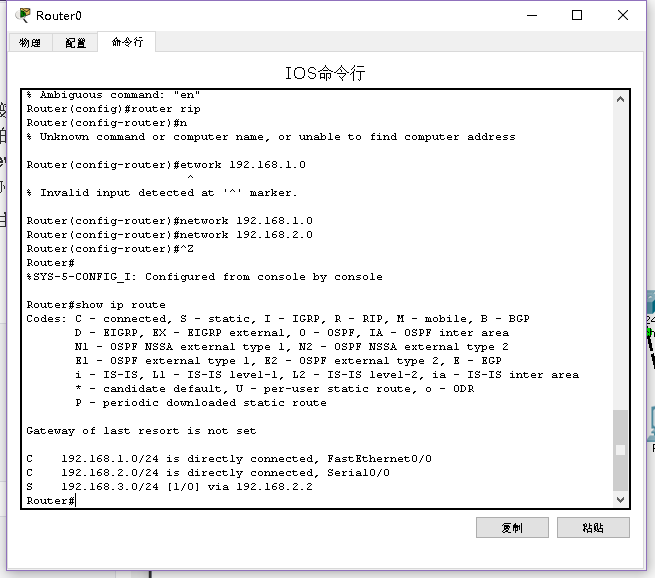 Router0
物理 配置 命令行
IOS命令行
% Ambiguous command: "en"
Router(config)#router rip
Router(config-router)#n
% Unknown command or computer name, or unable to find computer address
Router(config-router)#etwork 192.168.1.0
^
% Invalid input detected at '^' marker.
Router(config-router)#network 192.168.1.0
Router(config-router)#network 192.168.2.0
Router(config-router)#^Z
Router#
%SYS-5-CONFIG_I: Configured from console by console
Router#show ip route
Codes: C - connected, S - static, I - IGRP, R - RIP, M - mobile, B - BGP
D - EIGRP, EX - EIGRP external, O - OSPF, IA - OSPF inter area
N1 - OSPF NSSA external type 1, N2 - OSPF NSSA external type 2
E1 - OSPF external type 1, E2 - OSPF external type 2, E - EGP
i - IS-IS, L1 - IS-IS level-1, L2 - IS-IS level-2, ia - IS-IS inter area
* - candidate default, U - per-user static route, o - ODR
P - periodic downloaded static route
Gateway of last resort is not set
C 192.168.1.0/24 is directly connected, FastEthernet0/0
C 192.168.2.0/24 is directly connected, Serial0/0
S 192.168.3.0/24 [1/0] via 192.168.2.2
Router#
复制 粘贴